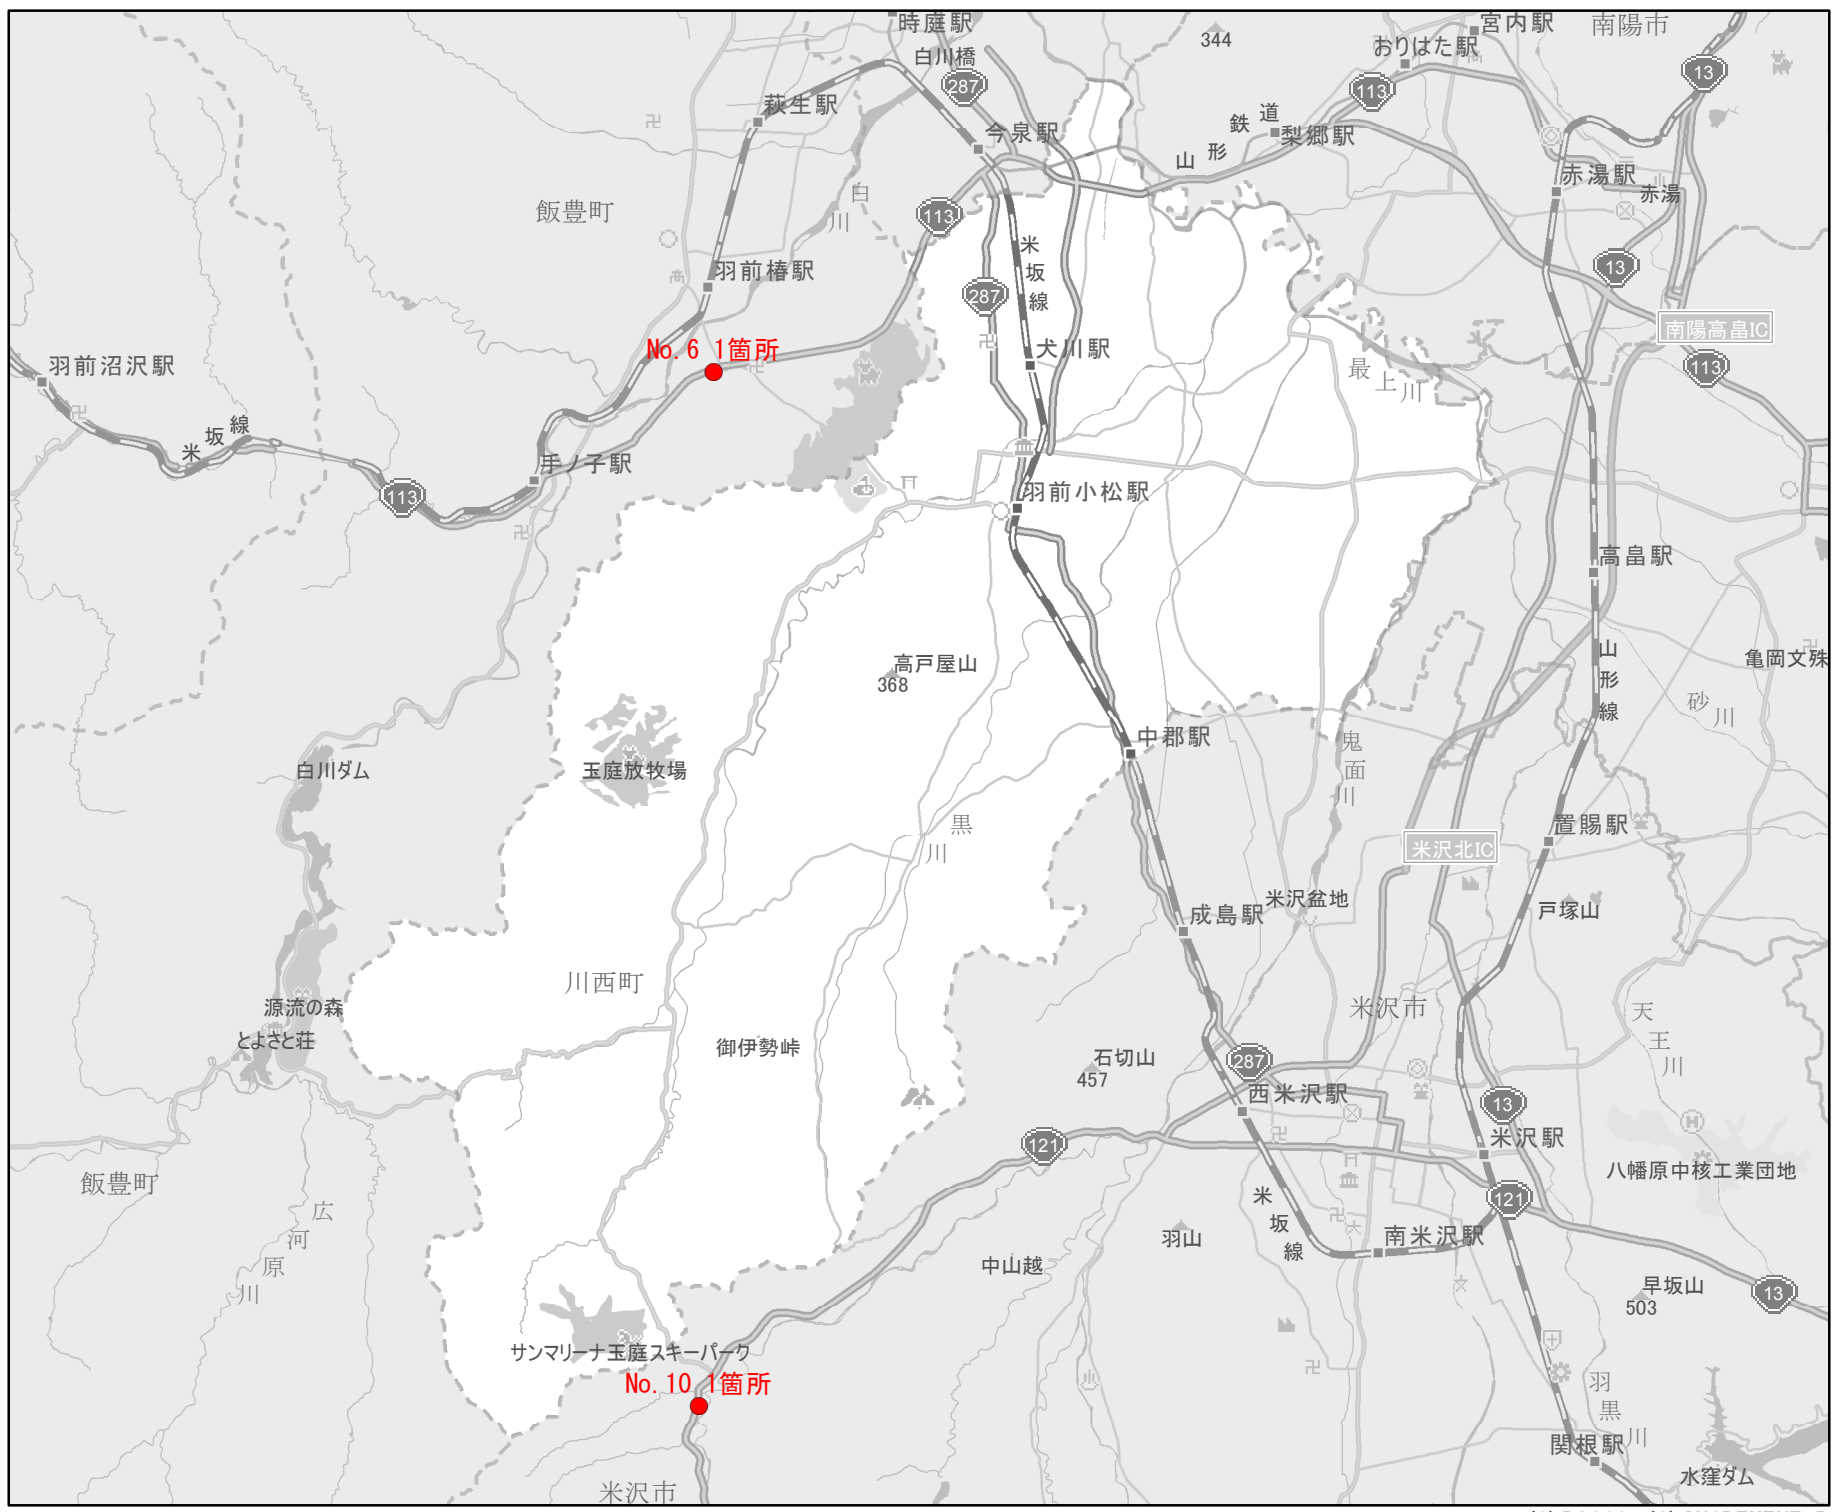 時庭駅
白川橋
287
344
おりはた駅
宮内駅
南陽市
13
113
萩生駅
今泉駅
山形鉄道
梨郷駅
赤湯駅
赤湯
飯豊町
白川
113
米坂線
287
13
羽前椿駅
南陽高畠IC
No.6 1箇所
犬川駅
最上川
113
羽前沼沢駅
米坂線
手ノ子駅
113
羽前小松駅
高畠駅
高戸屋山
368
山形線
亀岡文殊
砂川
中郡駅
鬼面川
白川ダム
玉庭放牧場
黒川
米沢北IC
置賜駅
成島駅
米沢盆地
戸塚山
川西町
源流の森
とよさと荘
御伊勢峠
米沢市
天王川
石切山
457
287
西米沢駅
13
米沢駅
121
八幡原中核工業団地
飯豊町
広河原川
米坂線
121
羽山
南米沢駅
中山越
早坂山
503
13
サンマリーナ玉庭スキーパーク
No.10 1箇所
羽黒川
関根駅
水窪ダム
米沢市